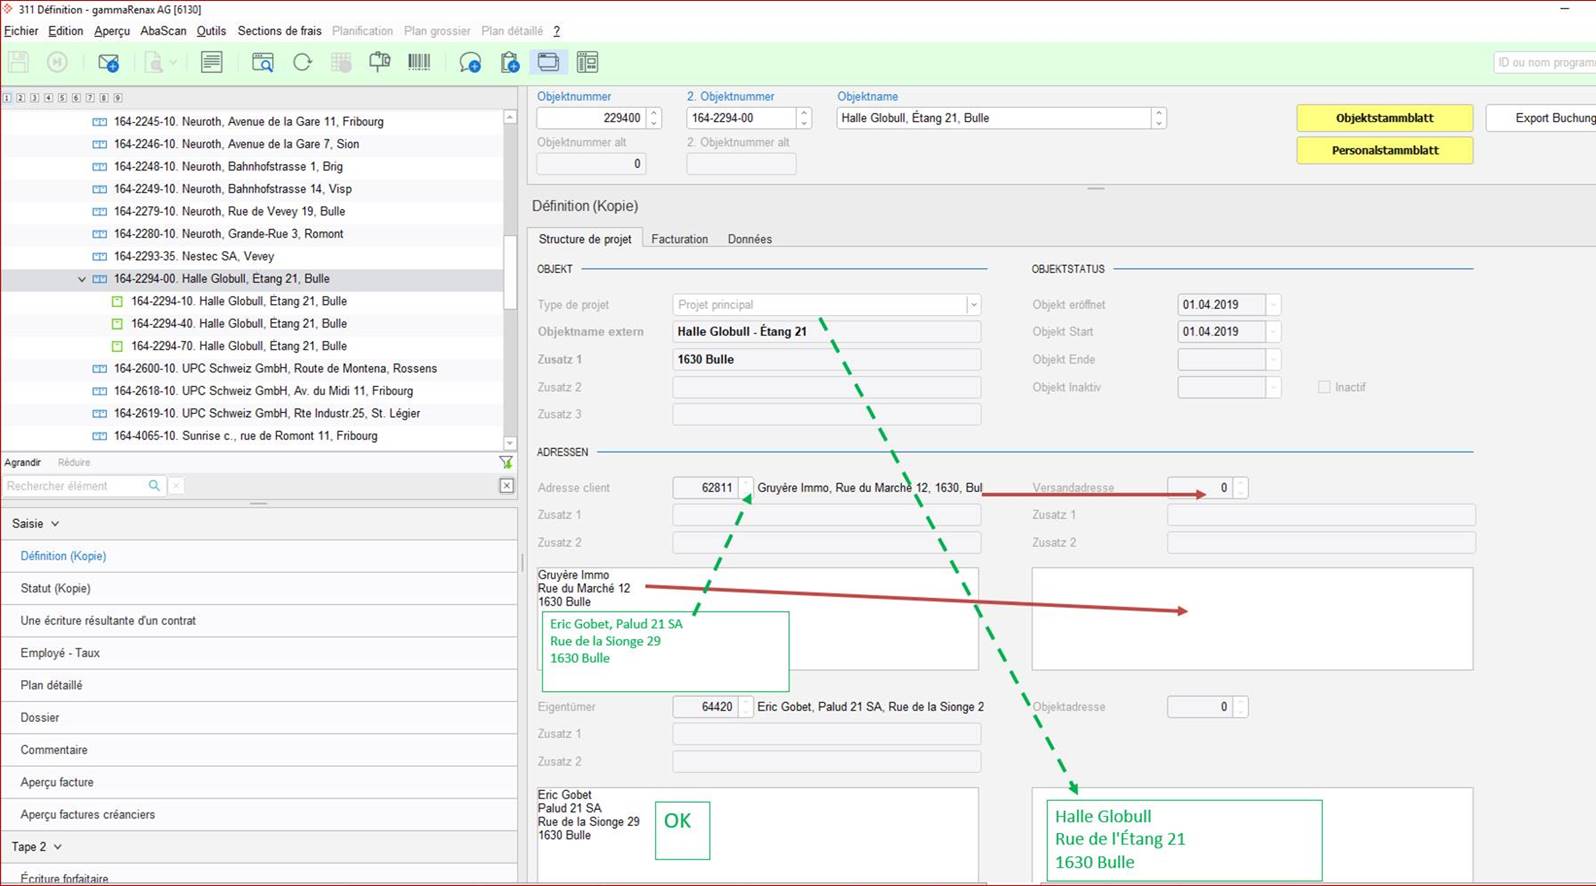 311 Définition - gammaRenax AG [6130]
Fichier Edition Aperçu AbaScan Outils Sections de frais Planification Plan grossier Plan détaillé ?
ID ou nom programm
1 2 3 4 5 6 7 8 9
164-2245-10. Neuroth, Avenue de la Gare 11, Fribourg
164-2246-10. Neuroth, Avenue de la Gare 7, Sion
164-2248-10. Neuroth, Bahnhofstrasse 1, Brig
164-2249-10. Neuroth, Bahnhofstrasse 14, Visp
164-2279-10. Neuroth, Rue de Vevey 19, Bulle
164-2280-10. Neuroth, Grande-Rue 3, Romont
164-2293-35. Nestec SA, Vevey
164-2294-00. Halle Globull, Étang 21, Bulle
164-2294-10. Halle Globull, Étang 21, Bulle
164-2294-40. Halle Globull, Étang 21, Bulle
164-2294-70. Halle Globull, Étang 21, Bulle
164-2600-10. UPC Schweiz GmbH, Route de Montena, Rossens
164-2618-10. UPC Schweiz GmbH, Av. du Midi 11, Fribourg
164-2619-10. UPC Schweiz GmbH, Rte Industr.25, St. Légier
164-4065-10. Sunrise c., rue de Romont 11, Fribourg
Agrandir Réduire
Rechercher élément
Saisie
Définition (Kopie)
Statut (Kopie)
Une écriture résultante d'un contrat
Employé - Taux
Plan détaillé
Dossier
Commentaire
Aperçu facture
Aperçu factures créanciers
Tape 2
Écriture forfaitaire
Objektnummer 2. Objektnummer Objektname
229400 164-2294-00 Halle Globull, Étang 21, Bulle
Objektnummer alt 2. Objektnummer alt
0
Objektstammblatt Export Buchung
Personalstammblatt
Définition (Kopie)
Structure de projet Facturation Données
OBJEKT
Type de projet Projet principal
Objektname extern Halle Globull - Étang 21
Zusatz 1 1630 Bulle
Zusatz 2
Zusatz 3
OBJEKTSTATUS
Objekt eröffnet 01.04.2019
Objekt Start 01.04.2019
Objekt Ende
Objekt Inaktiv Inactif
ADRESSEN
Adresse client 62811 Gruyère Immo, Rue du Marché 12, 1630, Bul
Zusatz 1
Zusatz 2
Versandadresse 0
Zusatz 1
Zusatz 2
Gruyère Immo
Rue du Marché 12
1630 Bulle
Eric Gobet, Palud 21 SA
Rue de la Sionge 29
1630 Bulle
Eigentümer 64420 Eric Gobet, Palud 21 SA, Rue de la Sionge 2
Zusatz 1
Zusatz 2
Objektadresse 0
Eric Gobet
Palud 21 SA
Rue de la Sionge 29
1630 Bulle
OK
Halle Globull
Rue de l'Étang 21
1630 Bulle